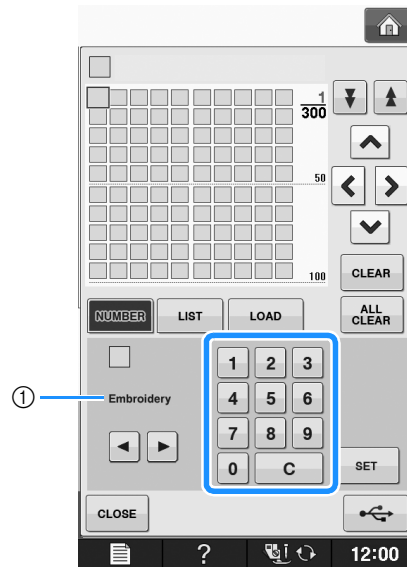 1
300
50
100
CLEAR
NUMBER LIST LOAD
ALL
CLEAR
1 2 3
① Embroidery
4 5 6
7 8 9
0 C
SET
CLOSE
? 12:00